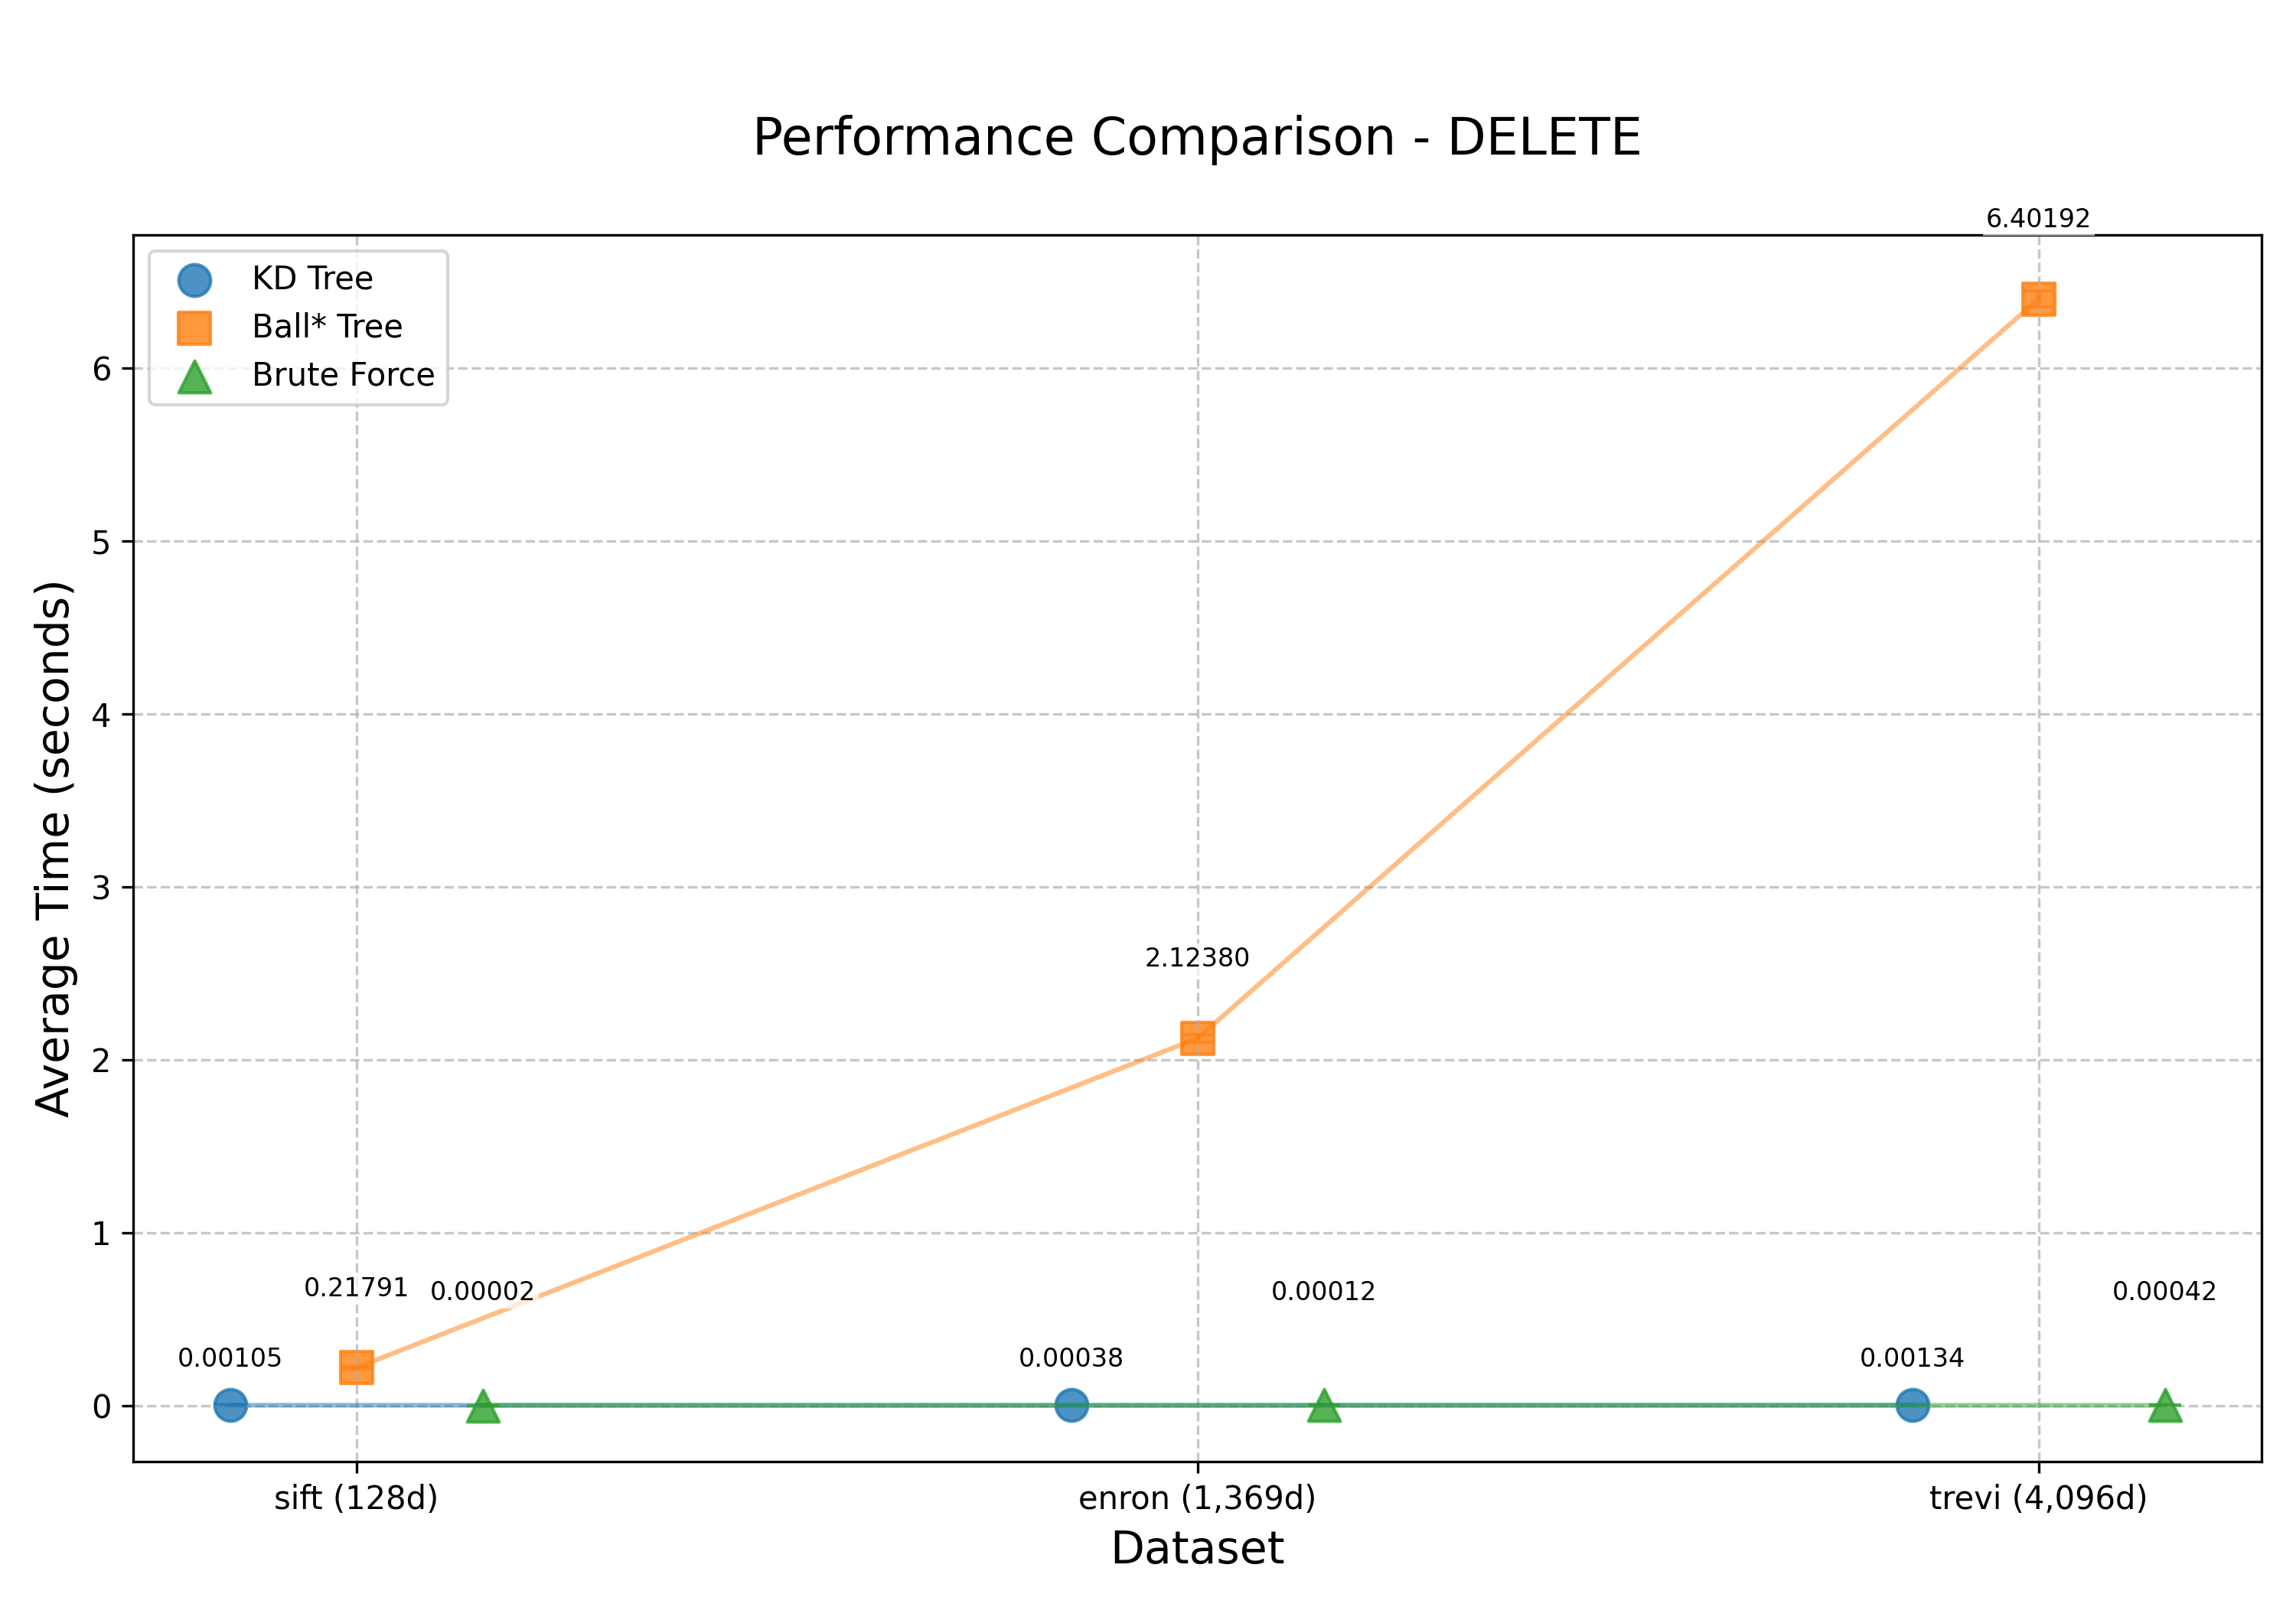 Performance Comparison - DELETE
6.40192
KD Tree
Ball* Tree
Brute Force
6
5
4
3
2
1
0
Average Time (seconds)
2.12380
0.21791
0.00002
0.00012
0.00042
0.00105
0.00038
0.00134
sift (128d)
enron (1,369d)
trevi (4,096d)
Dataset